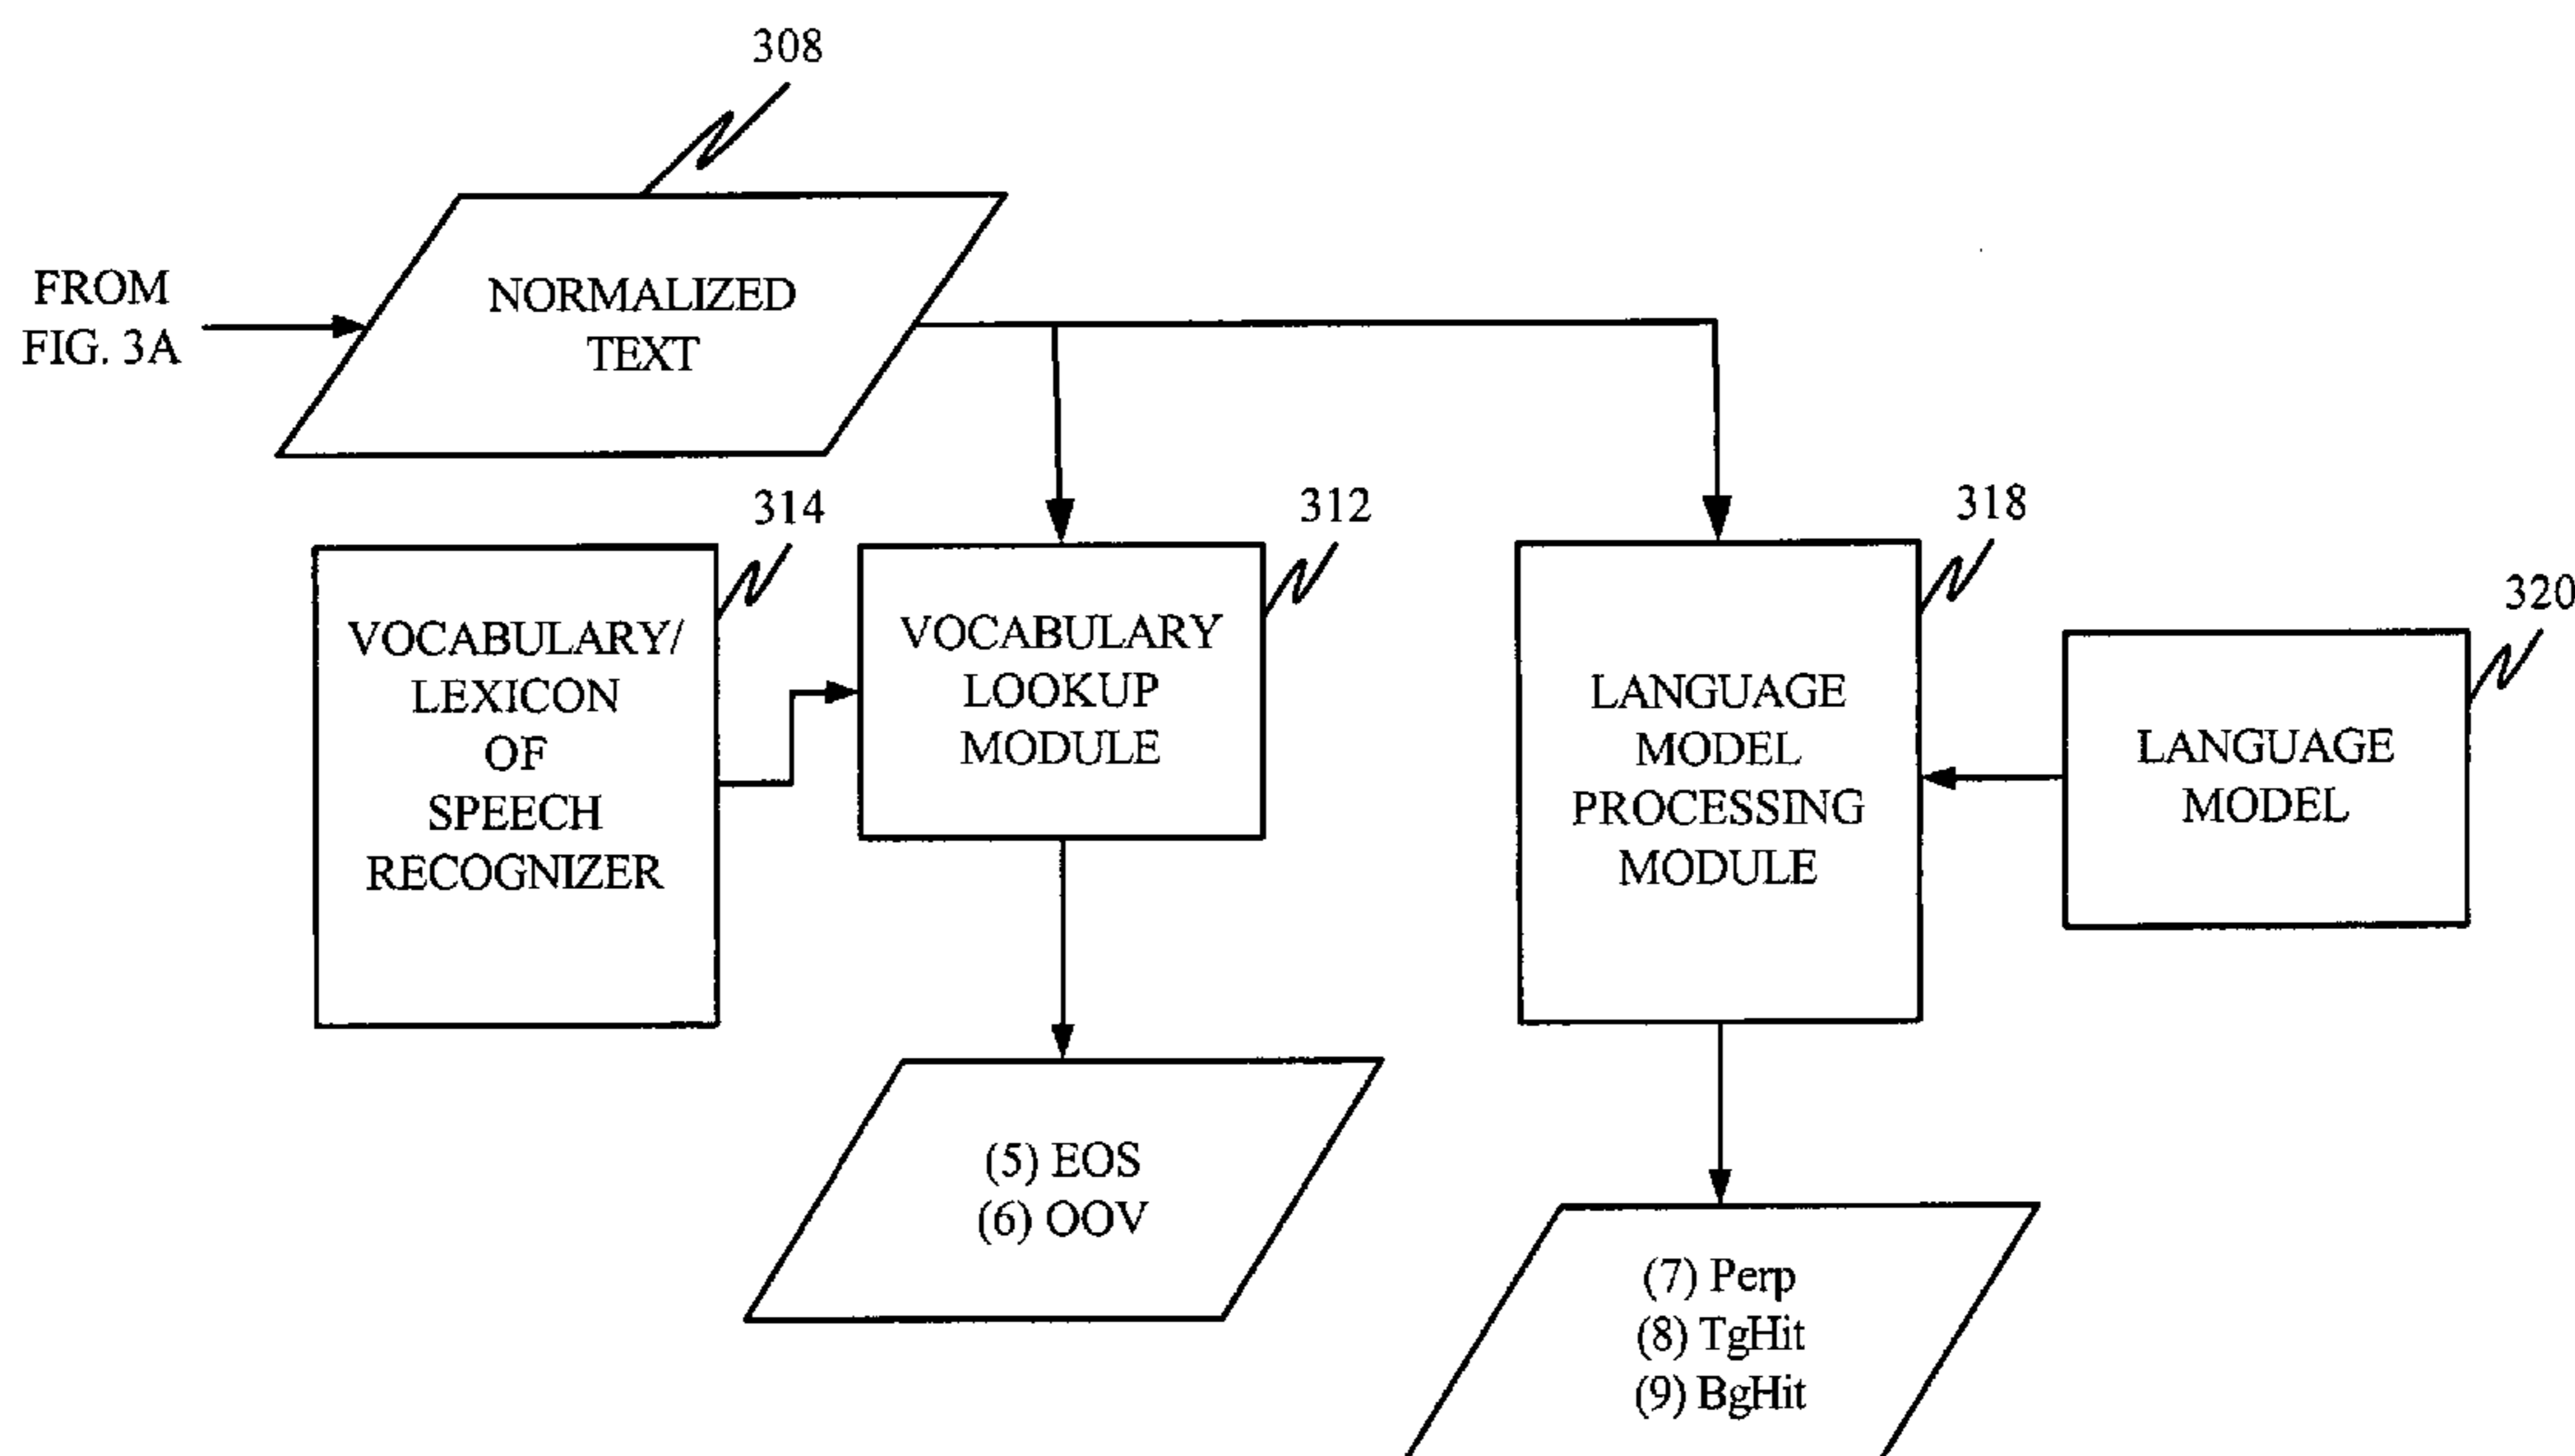 308
FROM
FIG. 3A
NORMALIZED
TEXT
314
312
318
320
VOCABULARY/
LEXICON
OF
SPEECH
RECOGNIZER
VOCABULARY
LOOKUP
MODULE
LANGUAGE
MODEL
PROCESSING
MODULE
LANGUAGE
MODEL
(5) EOS
(6) OOV
(7) Perp
(8) TgHit
(9) BgHit